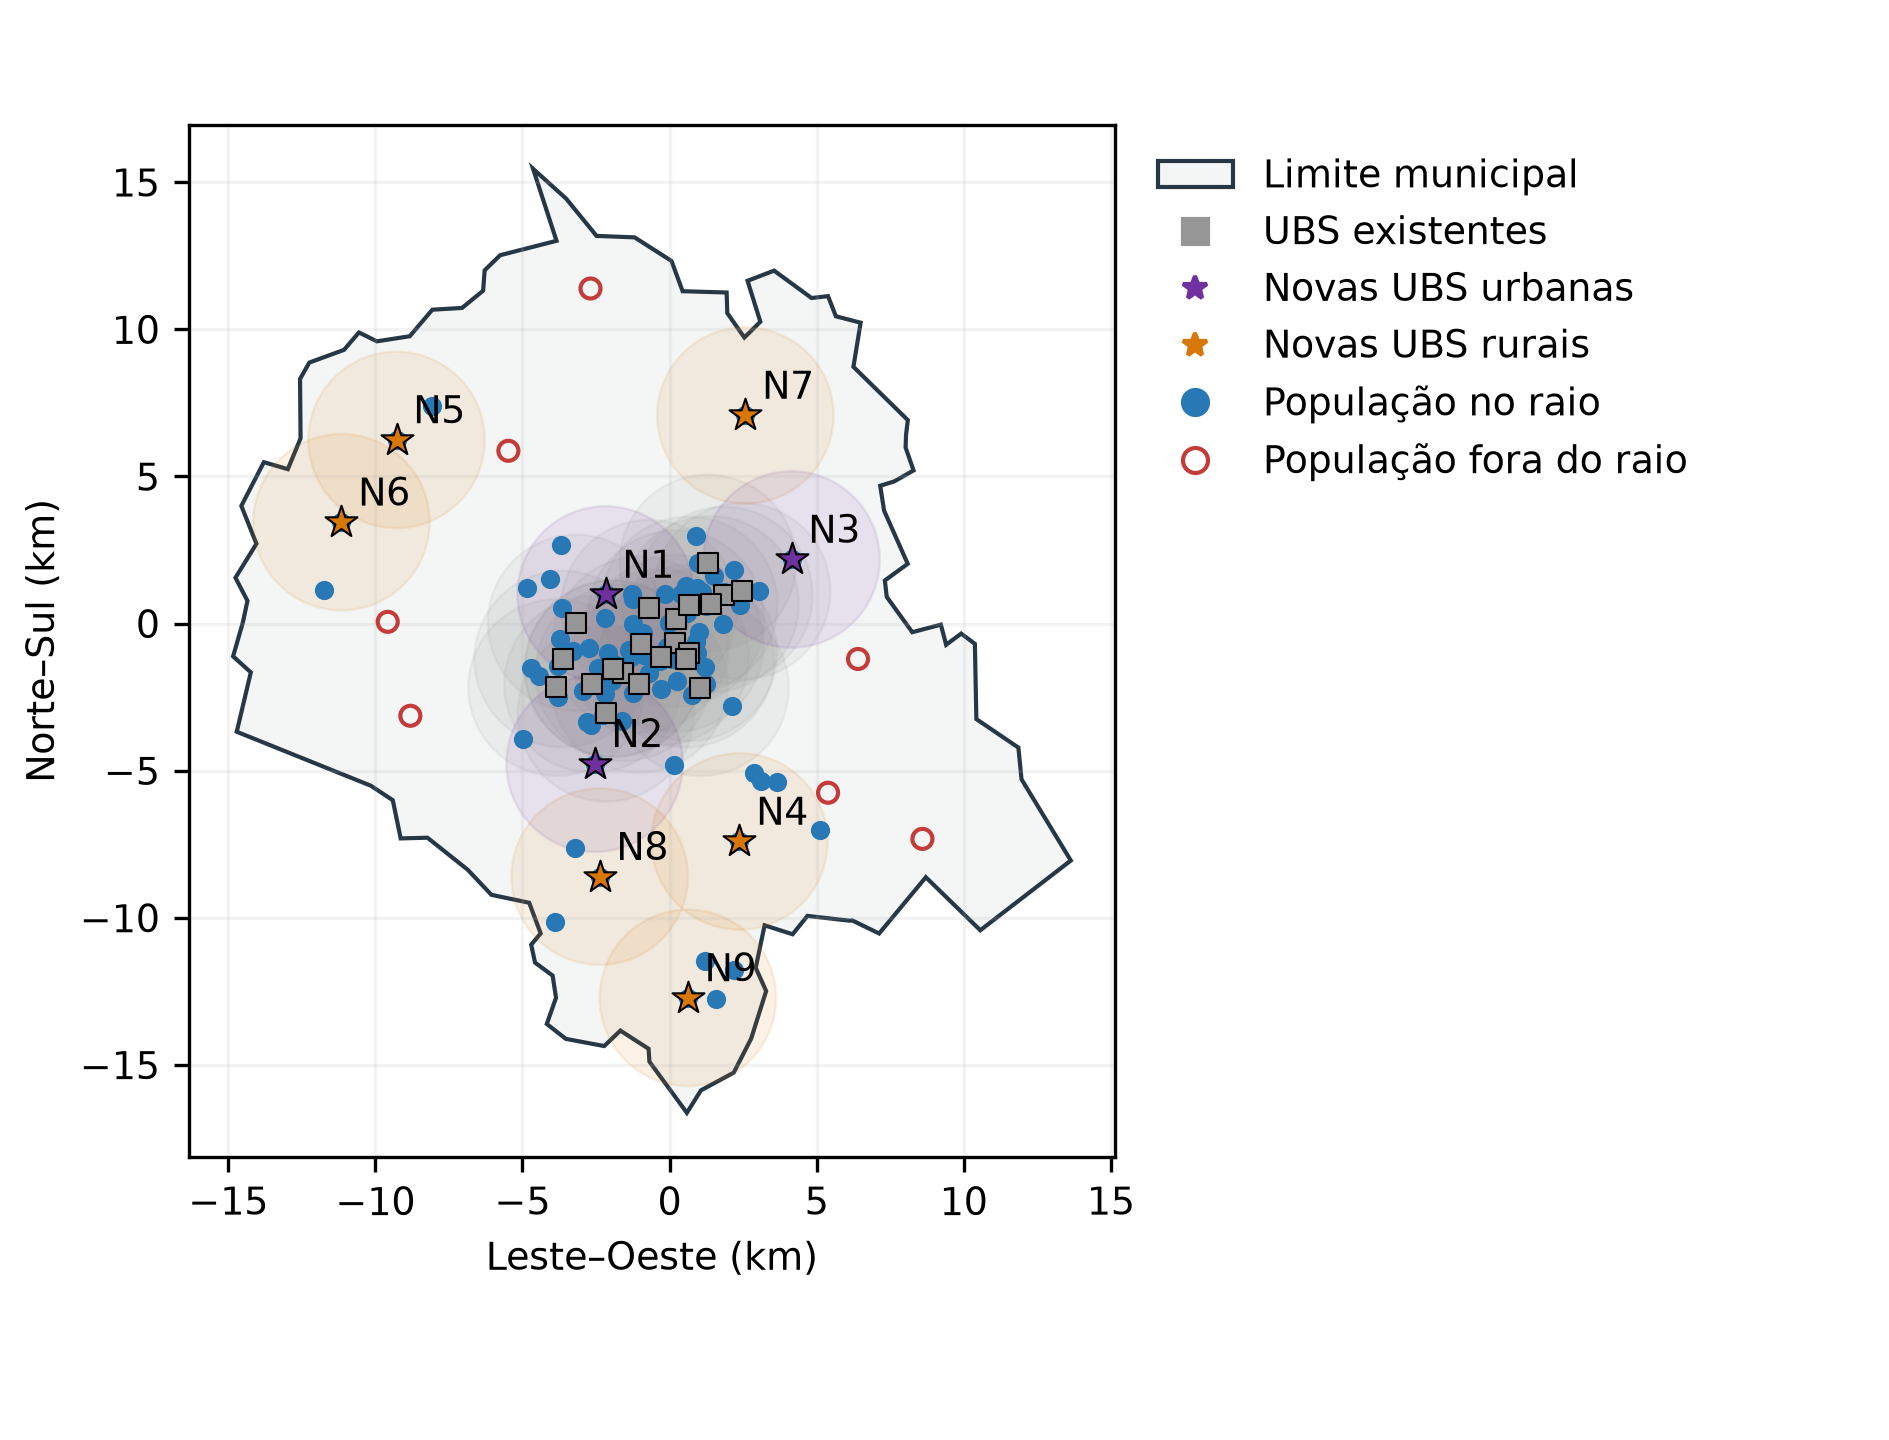 Limite municipal
UBS existentes
Novas UBS urbanas
Novas UBS rurais
População no raio
População fora do raio
15
10
5
0
−5
−10
−15
N7
N5
N6
N3
N1
N2
N4
N8
N9
−15
−10
−5
0
5
10
15
Leste–Oeste (km)
Norte–Sul (km)